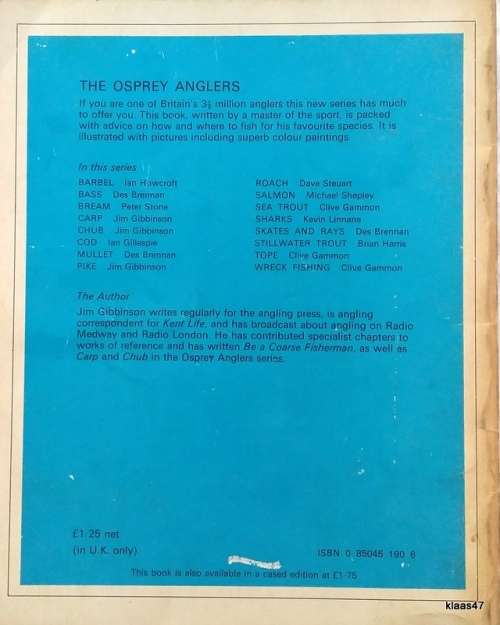 THE OSPREY ANGLERS
If you are one of Britain's 3½ million anglers this new series has much
to offer you. This book, written by a master of the sport, is packed
with advice on how and where to fish for his favourite species. It is
illustrated with pictures including superb colour paintings.
In this series
BARBEL Ian Howcroft
BASS Des Brennan
BREAM Peter Stone
CARP Jim Gibbinson
CHUB Jim Gibbinson
COD Ian Gillespie
MULLET Des Brennan
PIKE Jim Gibbinson
ROACH Dave Steuart
SALMON Michael Shepley
SEA TROUT Clive Gammon
SHARKS Kevin Linnane
SKATES AND RAYS Des Brennan
STILLWATER TROUT Brian Harris
TOPE Clive Gammon
WRECK FISHING Clive Gammon
The Author
Jim Gibbinson writes regularly for the angling press, is angling
correspondent for Kent Life, and has broadcast about angling on Radio
Medway and Radio London. He has contributed specialist chapters to
works of reference and has written Be a Coarse Fisherman, as well as
Carp and Chub in the Osprey Anglers series.
£1·25 net
(in U.K. only)
ISBN 0 85045 190 6
This book is also available in a cased edition at £1·75
klaas47